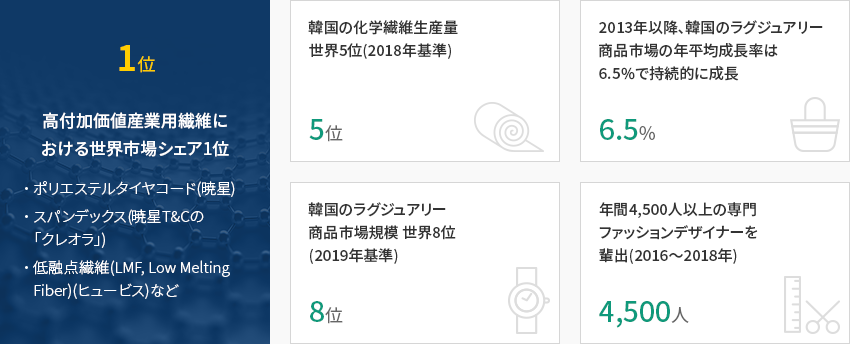 1位
高付加価値産業用繊維に
おける世界市場シェア1位
・ポリエステルタイヤコード(暁星)
・スパンデックス(暁星T&Cの
「クレオラ」)
・低融点繊維(LMF, Low Melting
Fiber)(ヒュービス)など
韓国の化学繊維生産量
世界5位(2018年基準)
5位
2013年以降、韓国のラグジュアリー
商品市場の年平均成長率は
6.5%で持続的に成長
6.5%
韓国のラグジュアリー
商品市場規模 世界8位
(2019年基準)
8位
年間4,500人以上の専門
ファッションデザイナーを
輩出(2016～2018年)
4,500人